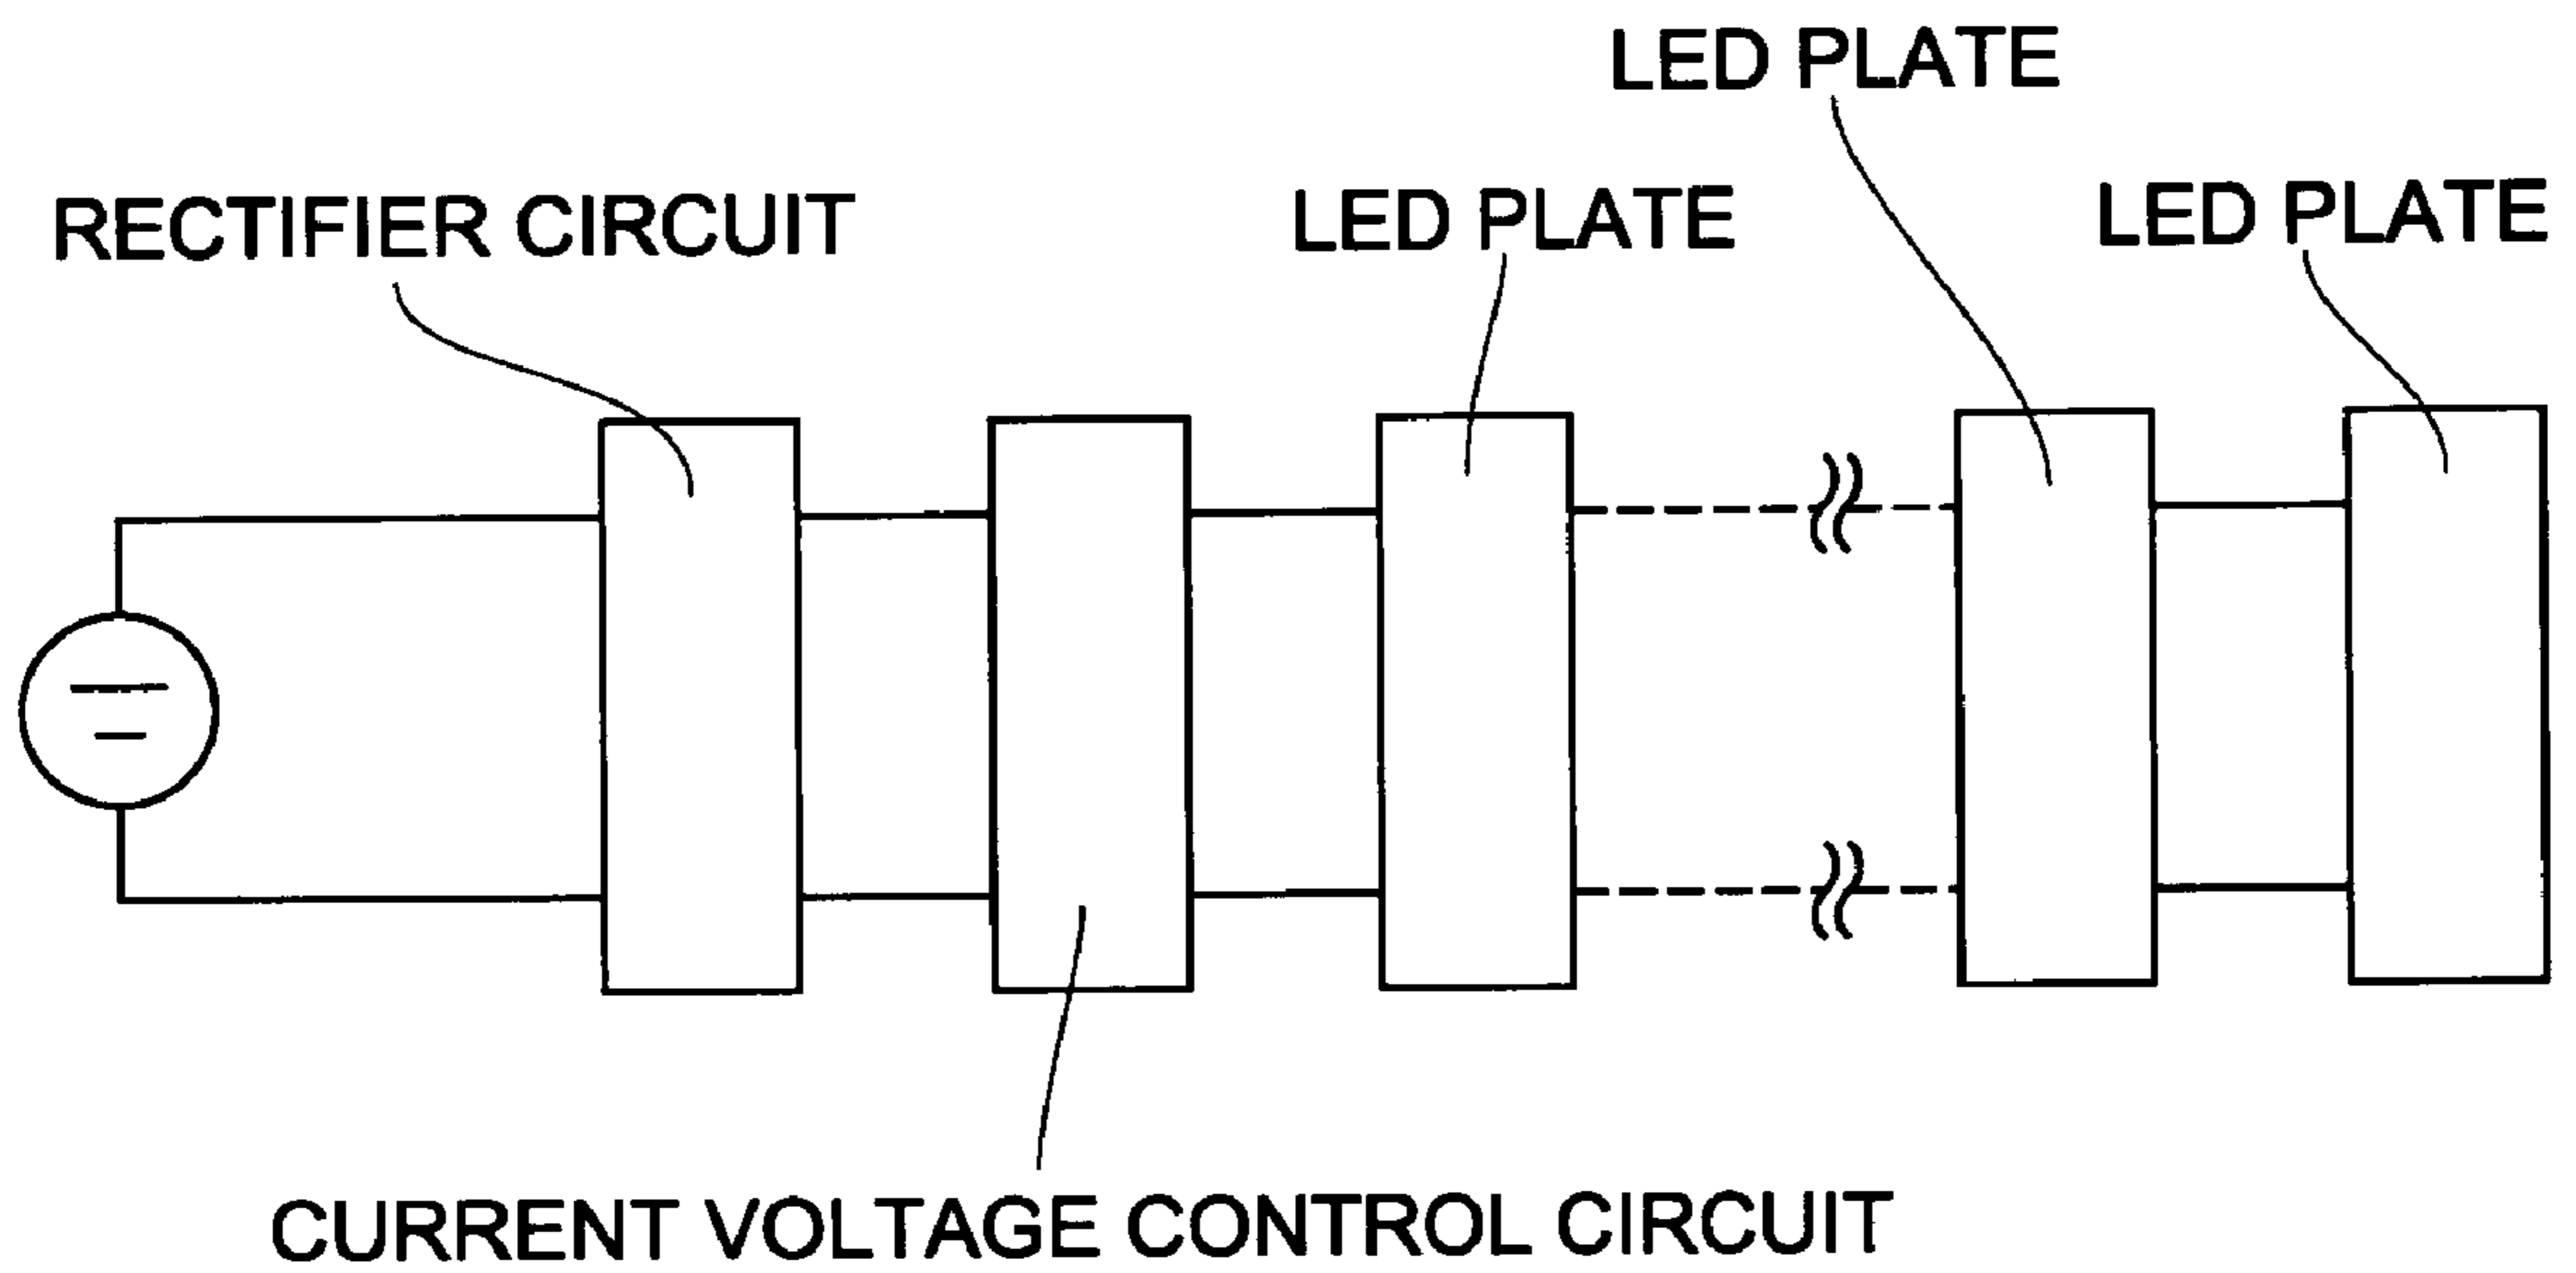 LED PLATE
RECTIFIER CIRCUIT
LED PLATE
LED PLATE
CURRENT VOLTAGE CONTROL CIRCUIT